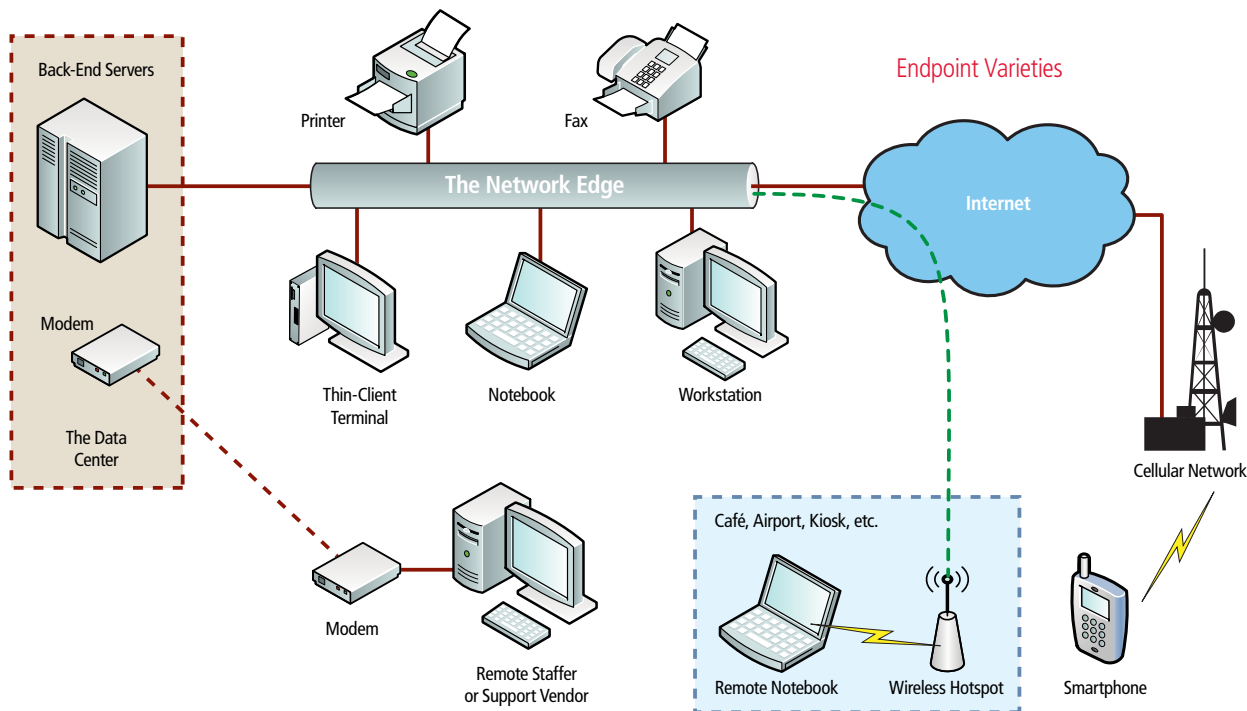 Back-End Servers
Printer
Fax
Endpoint Varieties
The Network Edge
Internet
Modem
Thin-Client
Terminal
Notebook
Workstation
The Data
Center
Cellular Network
Café, Airport, Kiosk, etc.
Modem
Remote Staffer
or Support Vendor
Remote Notebook
Wireless Hotspot
Smartphone